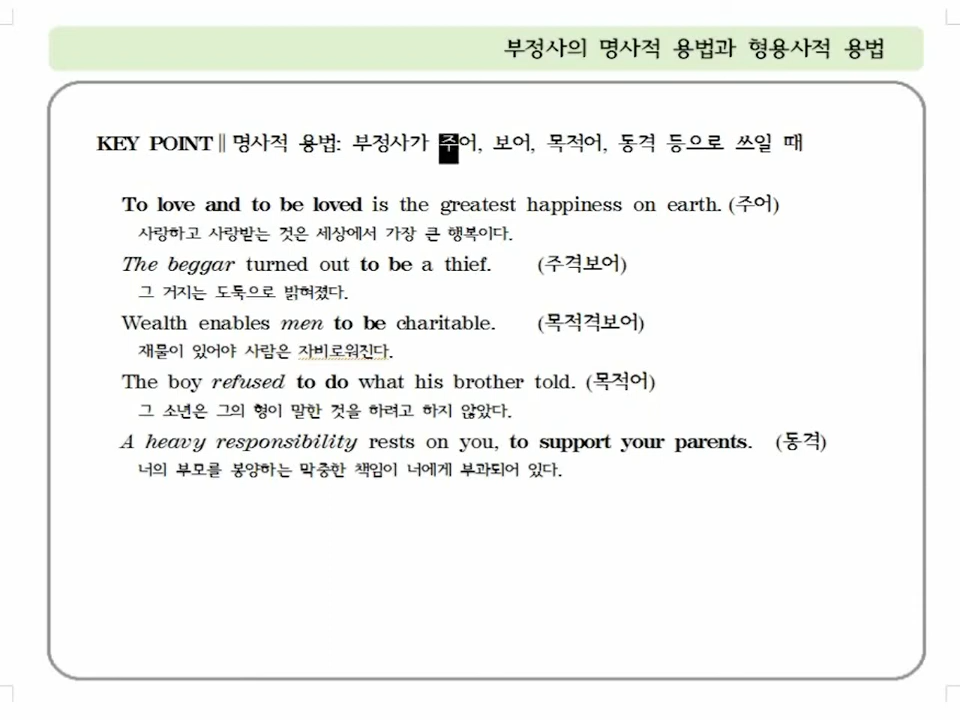 부정사의 명사적 용법과 형용사적 용법
KEY POINT‖명사적 용법: 부정사가 주어, 보어, 목적어, 동격 등으로 쓰일 때
To love and to be loved is the greatest happiness on earth. (주어)
사랑하고 사랑받는 것은 세상에서 가장 큰 행복이다.
The beggar turned out to be a thief. (주격보어)
그 거지는 도둑으로 밝혀졌다.
Wealth enables men to be charitable. (목적격보어)
재물이 있어야 사람은 자비로워진다.
The boy refused to do what his brother told. (목적어)
그 소년은 그의 형이 말한 것을 하려고 하지 않았다.
A heavy responsibility rests on you, to support your parents. (동격)
너의 부모를 봉양하는 막중한 책임이 너에게 부과되어 있다.